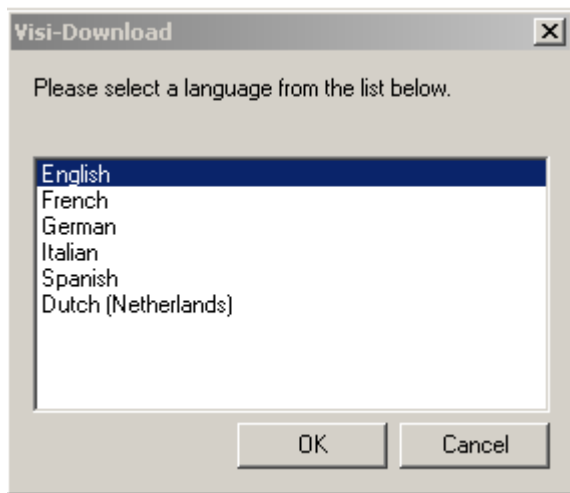 Visi-Download
Please select a language from the list below.
English
French
German
Italian
Spanish
Dutch (Netherlands)
OK
Cancel